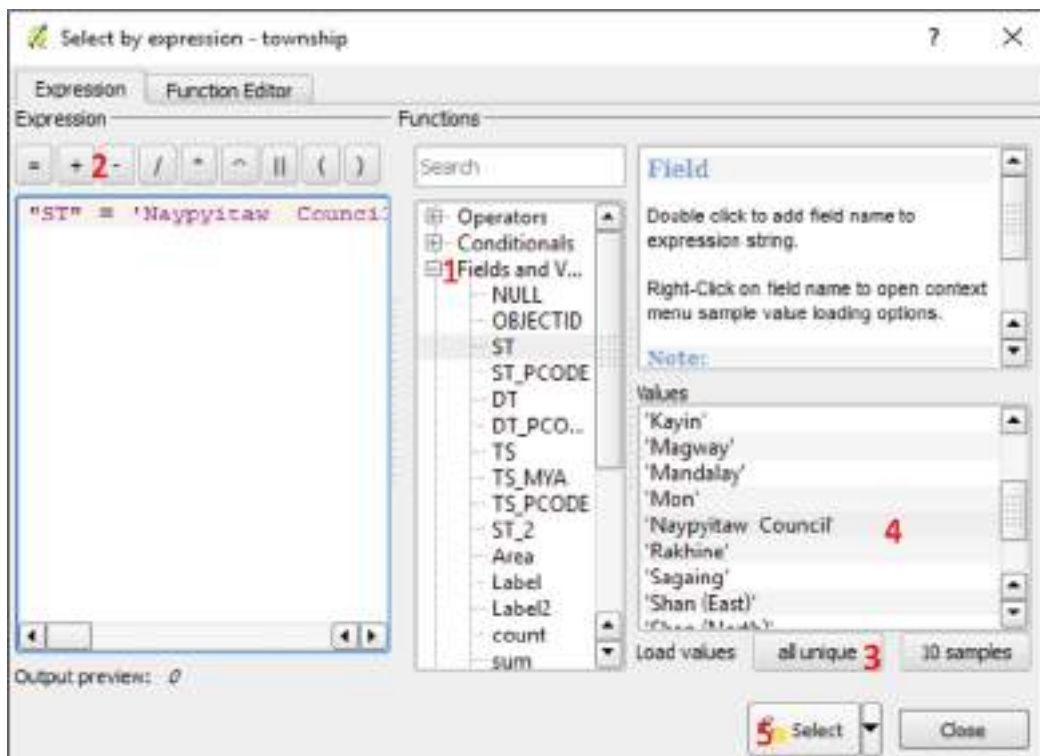 Select by expression - township
? X
Expression Function Editor
Expression
= + 2 - / * ^ || ( )
"ST" = 'Naypyitaw  Council
Output preview: 0
Functions
Search
Operators
Conditionals
1 Fields and V...
NULL
OBJECTID
ST
ST_PCODE
DT
DT_PCO...
TS
TS_MYA
TS_PCODE
ST_2
Area
Label
Label2
count
sum
Field
Double click to add field name to
expression string.
Right-Click on field name to open context
menu sample value loading options.
Note:
Values
'Kayin'
'Magway'
'Mandalay'
'Mon'
'Naypyitaw  Council' 4
'Rakhine'
'Sagaing'
'Shan (East)'
'Shan (North)'
Load values all unique 3 10 samples
5 Select Close